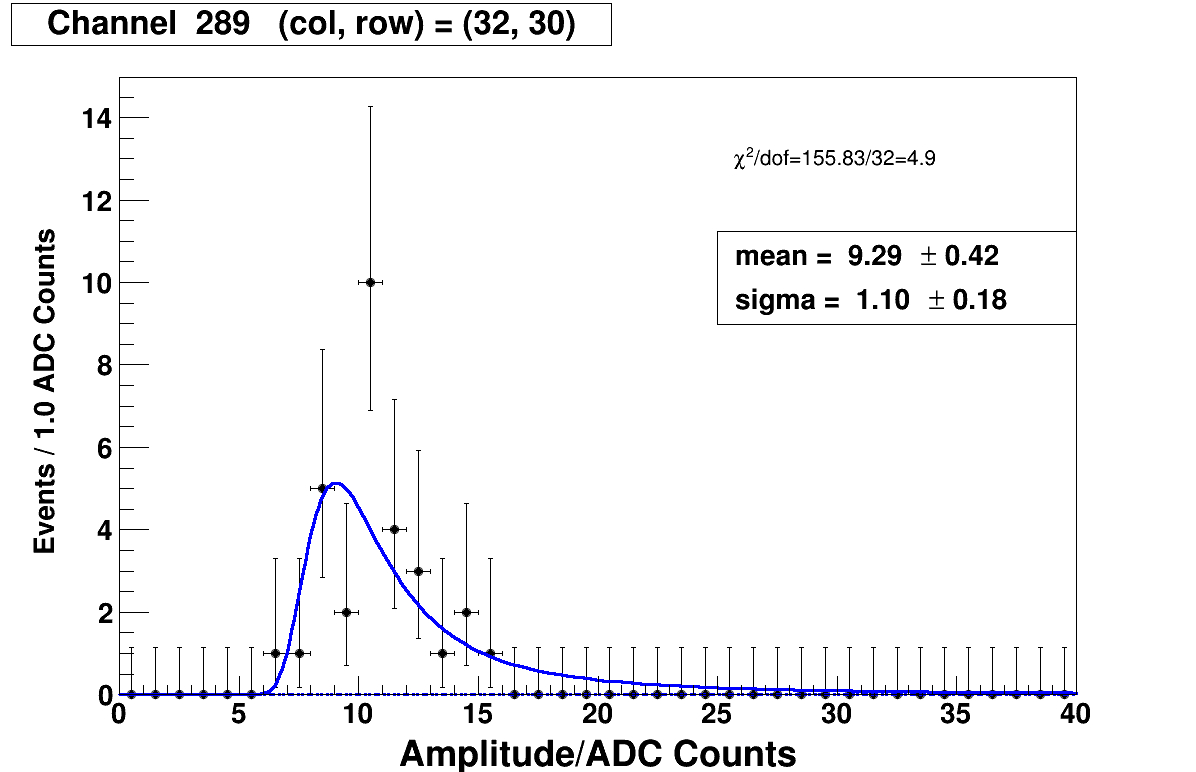 Channel 289 (col, row) = (32, 30)
14
12
10
8
6
4
2
0
Events / 1.0 ADC Counts
χ²/dof=155.83/32=4.9
mean = 9.29 ± 0.42
sigma = 1.10 ± 0.18
0 5 10 15 20 25 30 35 40
Amplitude/ADC Counts